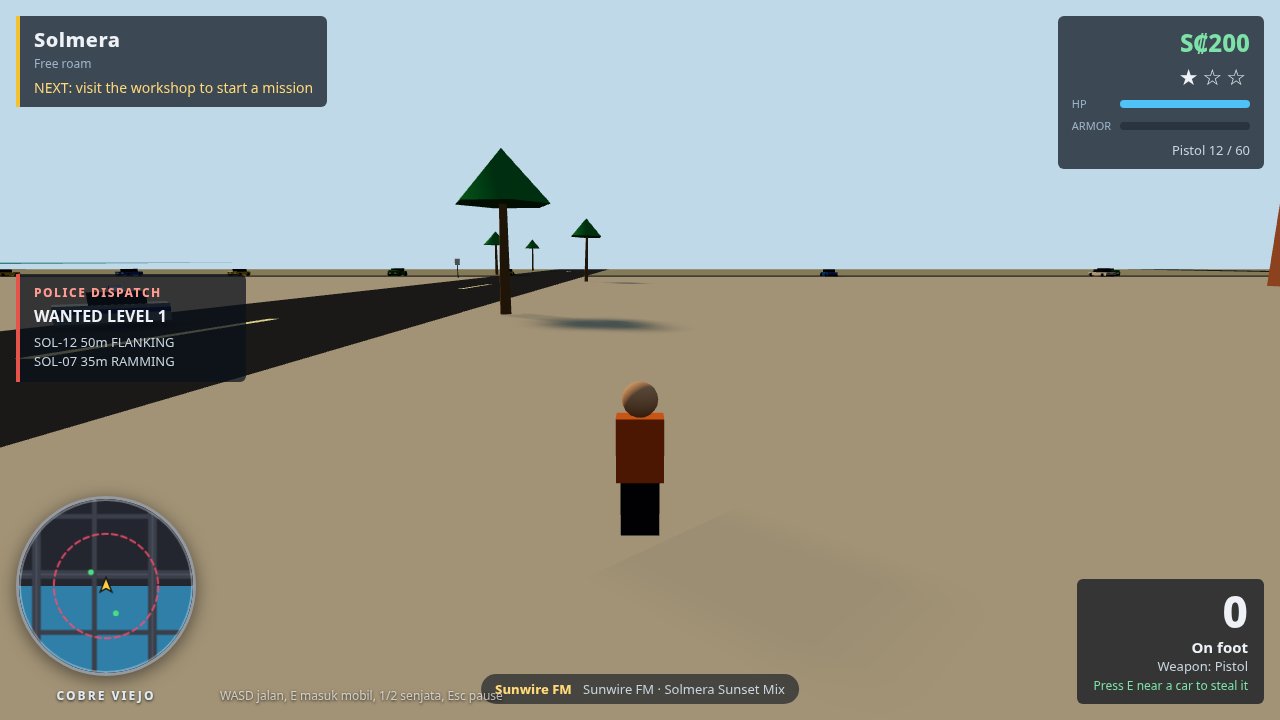 Solmera
Free roam
NEXT: visit the workshop to start a mission
S₡200
★☆☆
HP
ARMOR
Pistol 12 / 60
POLICE DISPATCH
WANTED LEVEL 1
SOL-12 50m FLANKING
SOL-07 35m RAMMING
COBRE VIEJO
WASD jalan, E masuk mobil, 1/2 senjata, Esc pause
Sunwire FM Sunwire FM · Solmera Sunset Mix
0
On foot
Weapon: Pistol
Press E near a car to steal it